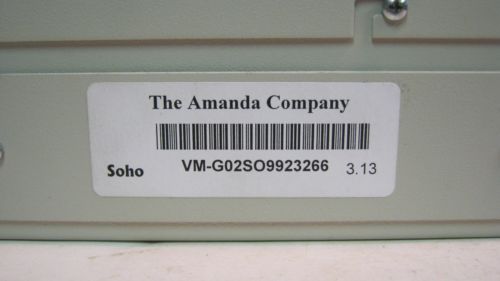 The Amanda Company
Soho VM-G02SO9923266 3.13